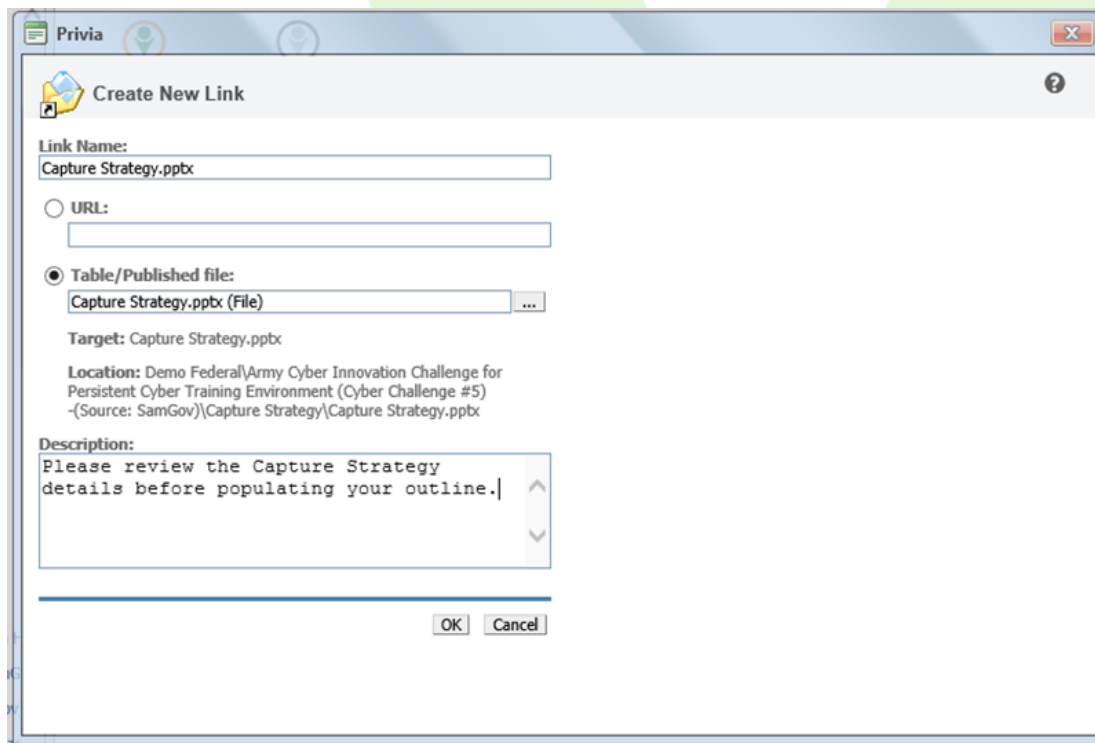 Privia
Create New Link
Link Name:
Capture Strategy.pptx
URL:
Table/Published file:
Capture Strategy.pptx (File)
...
Target: Capture Strategy.pptx
Location: Demo Federal\Army Cyber Innovation Challenge for
Persistent Cyber Training Environment (Cyber Challenge #5)
-(Source: SamGov)\Capture Strategy\Capture Strategy.pptx
Description:
Please review the Capture Strategy
details before populating your outline.
OK
Cancel